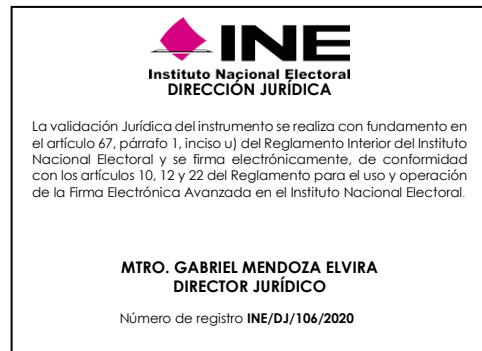 INE
Instituto Nacional Electoral
DIRECCIÓN JURÍDICA
La validación Jurídica del instrumento se realiza con fundamento en
el artículo 67, párrafo 1, inciso u) del Reglamento Interior del Instituto
Nacional Electoral y se firma electrónicamente, de conformidad
con los artículos 10, 12 y 22 del Reglamento para el uso y operación
de la Firma Electrónica Avanzada en el Instituto Nacional Electoral.
MTRO. GABRIEL MENDOZA ELVIRA
DIRECTOR JURÍDICO
Número de registro INE/DJ/106/2020